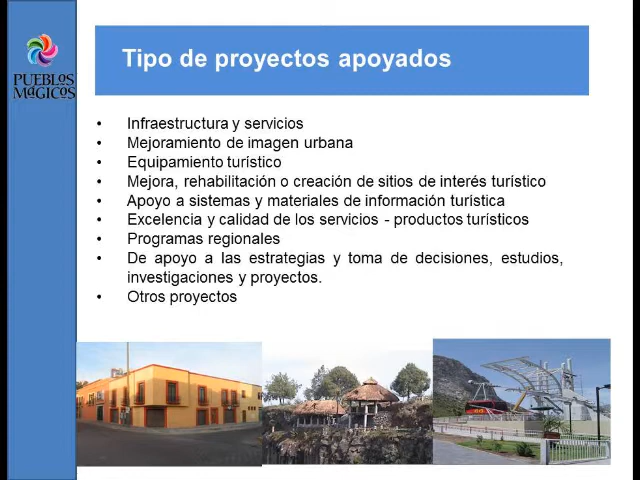 PUEBLOS
MáGICOS
Tipo de proyectos apoyados
• Infraestructura y servicios
• Mejoramiento de imagen urbana
• Equipamiento turístico
• Mejora, rehabilitación o creación de sitios de interés turístico
• Apoyo a sistemas y materiales de información turística
• Excelencia y calidad de los servicios - productos turísticos
• Programas regionales
• De apoyo a las estrategias y toma de decisiones, estudios,
investigaciones y proyectos.
• Otros proyectos